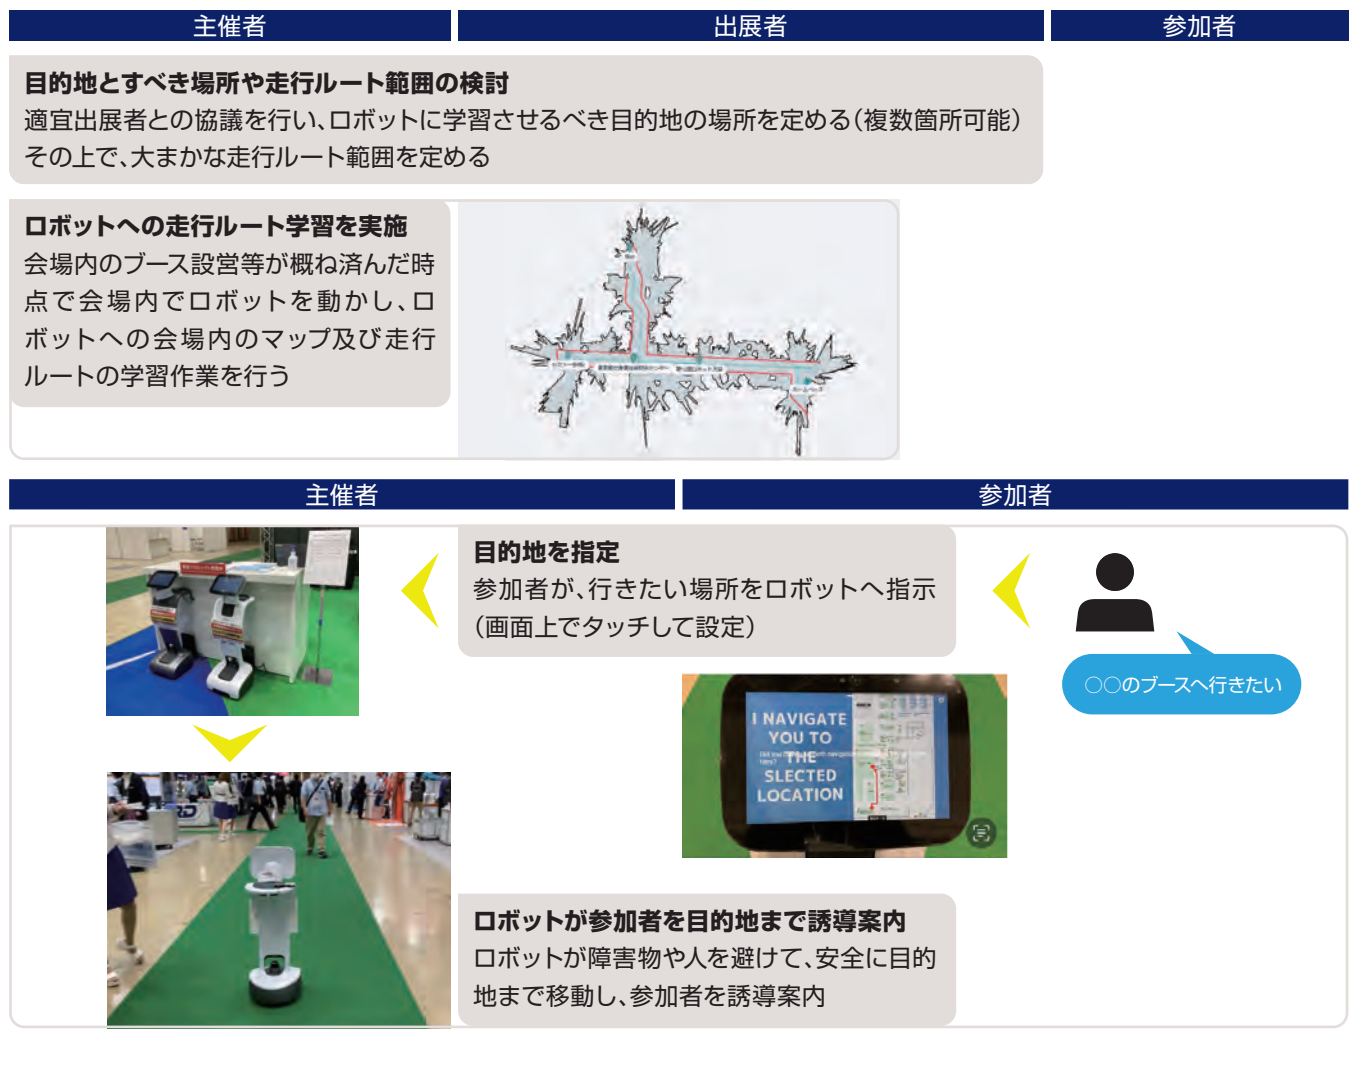 主催者
出展者
参加者
目的地とすべき場所や走行ルート範囲の検討
適宜出展者との協議を行い、ロボットに学習させるべき目的地の場所を定める（複数箇所可能）
その上で、大まかな走行ルート範囲を定める
ロボットへの走行ルート学習を実施
会場内のブース設営等が概ね済んだ時
点で会場内でロボットを動かし、ロ
ボットへの会場内のマップ及び走行
ルートの学習作業を行う
主催者
参加者
目的地を指定
参加者が、行きたい場所をロボットへ指示
（画面上でタッチして設定）
○○のブースへ行きたい
I NAVIGATE
YOU TO
THE
SLECTED
LOCATION
ロボットが参加者を目的地まで誘導案内
ロボットが障害物や人を避けて、安全に目的
地まで移動し、参加者を誘導案内